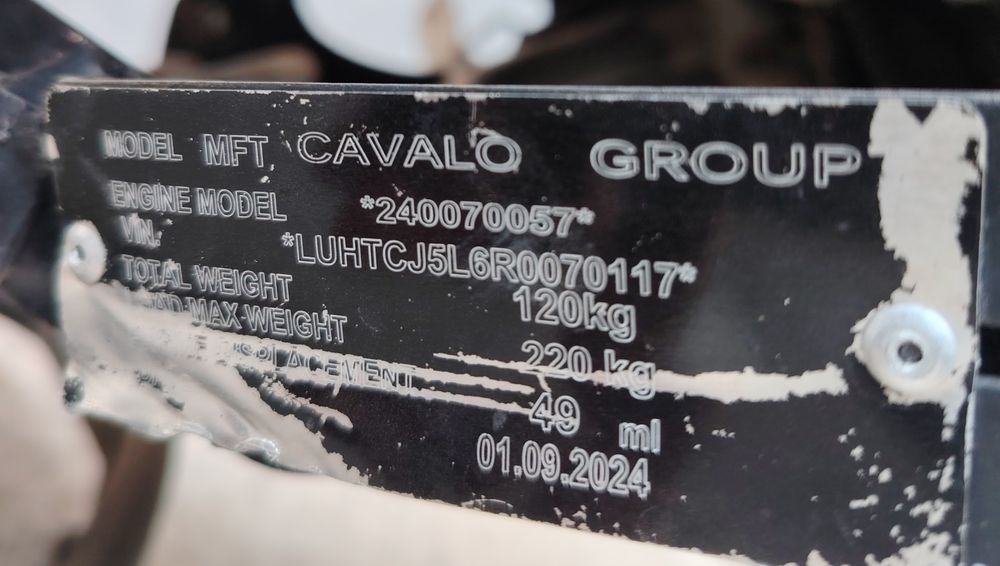 MODEL MFT CAVALO GROUP
ENGINE MODEL *240070057*
VIN. *LUHTCJ5L6R0070117*
TOTAL WEIGHT 120kg
MAX WEIGHT 220 kg
49 ml
01.09.2024